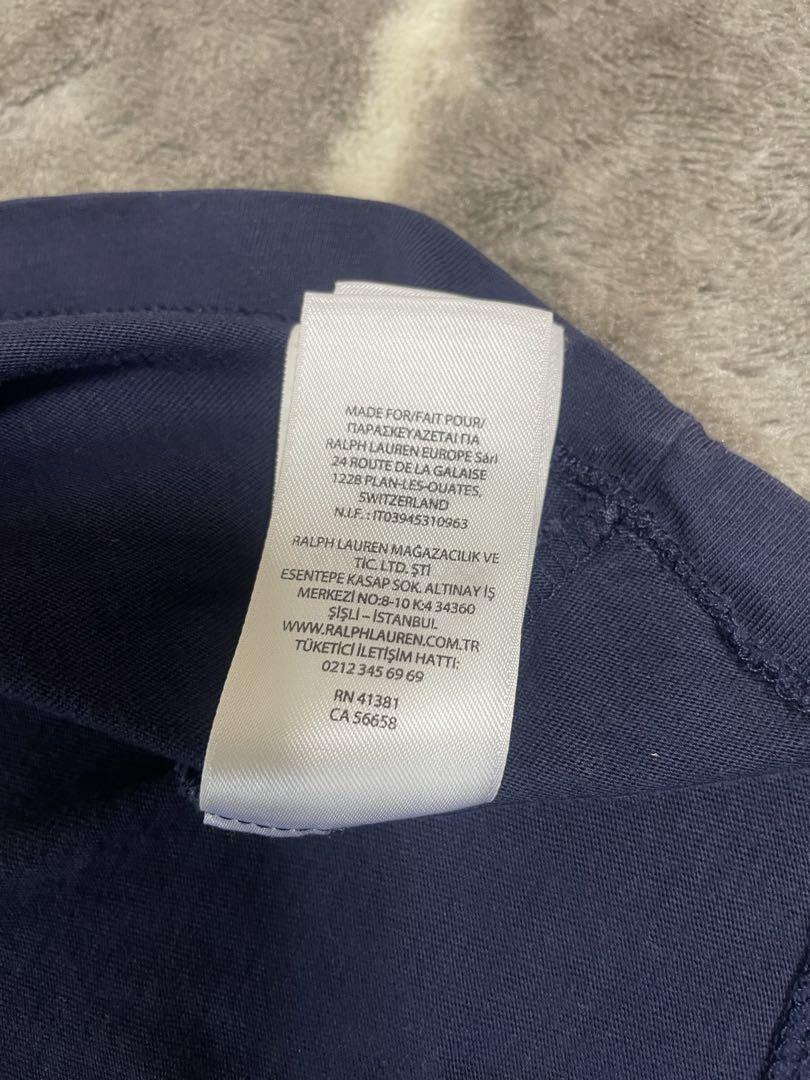 MADE FOR/FAIT POUR/
ΠΑΡΑΣΚΕΥΑΖΕΤΑΙ ΓΙΑ
RALPH LAUREN EUROPE Sàrl
24 ROUTE DE LA GALAISE
1228 PLAN-LES-OUATES,
SWITZERLAND
N.I.F. : IT03945310963
RALPH LAUREN MAĞAZACILIK VE
TİC. LTD. ŞTİ
ESENTEPE KASAP SOK. ALTINAY İŞ
MERKEZİ NO:8-10 K:4 34360
ŞİŞLİ – İSTANBUL
WWW.RALPHLAUREN.COM.TR
TÜKETİCİ İLETİŞİM HATTI:
0212 345 69 69
RN 41381
CA 56658